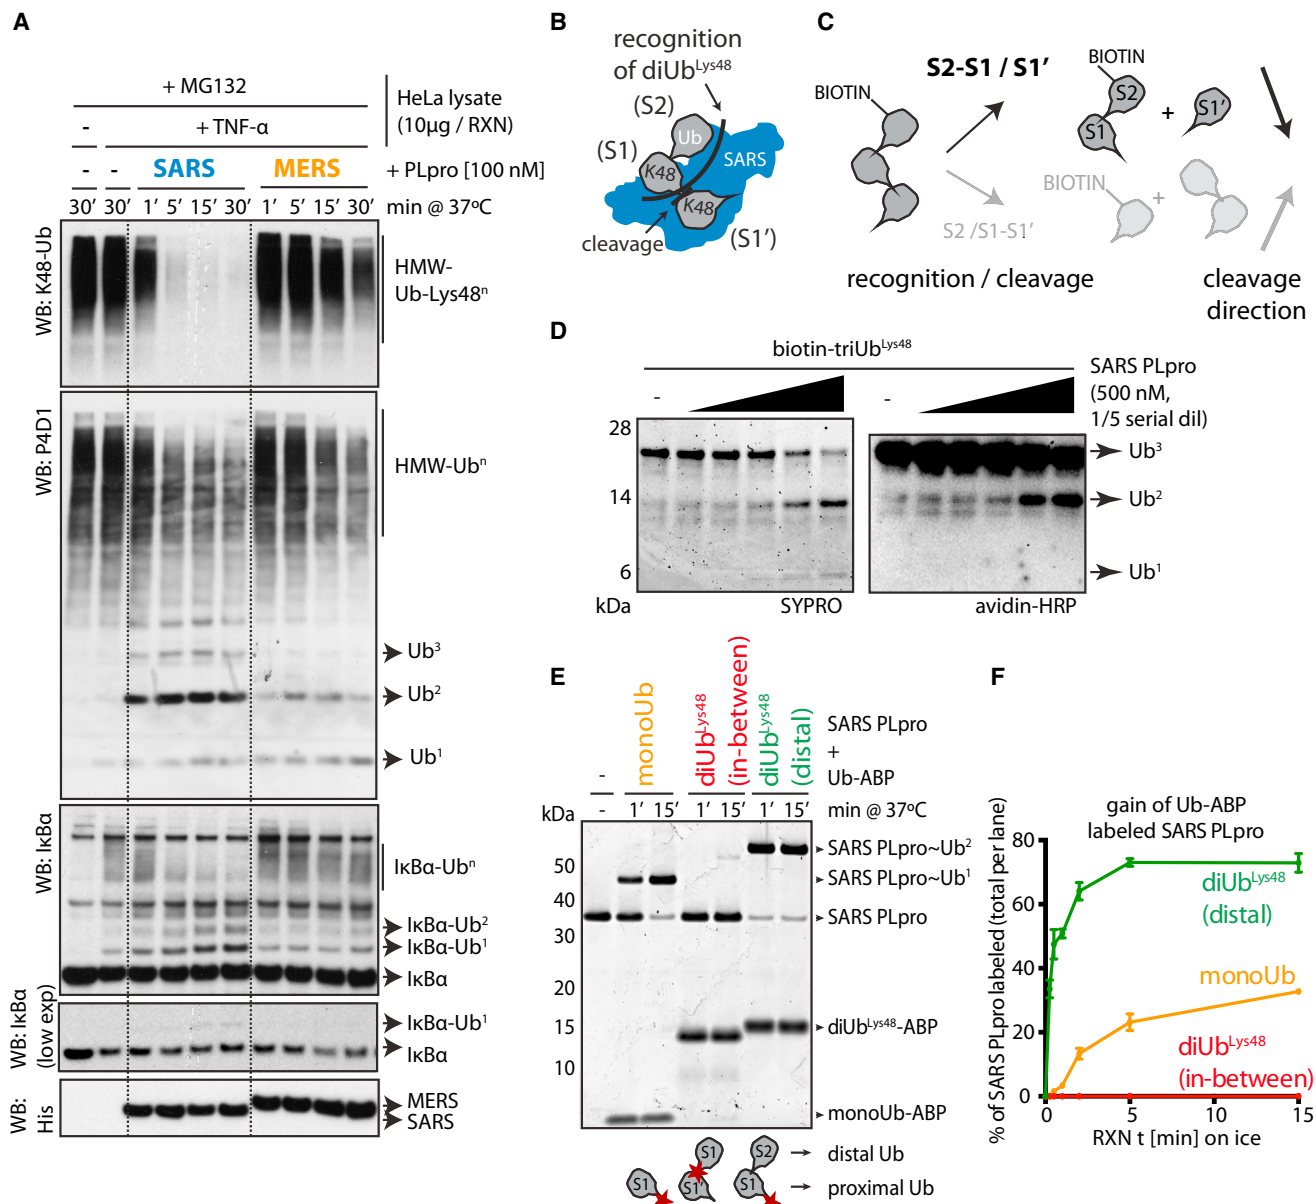 A
+ MG132
- + TNF-α
HeLa lysate
(10µg / RXN)
- - SARS MERS + PLpro [100 nM]
30' 30' 1' 5' 15' 30' 1' 5' 15' 30' min @ 37ºC
WB: K48-Ub
HMW-
Ub-Lys48ⁿ
WB: P4D1
HMW-Ubⁿ
Ub³
Ub²
Ub¹
WB: IκBα
IκBα-Ubⁿ
IκBα-Ub²
IκBα-Ub¹
IκBα
WB: IκBα
(low exp)
IκBα-Ub¹
IκBα
WB:
His
MERS
SARS
B
recognition
of diUbᴸʸˢ⁴⁸
(S2)
Ub
(S1)
K48
SARS
K48
(S1')
cleavage
C
S2-S1 / S1'
BIOTIN
BIOTIN
S2
S1
+
S1'
BIOTIN
+
S2 /S1-S1'
recognition / cleavage
cleavage
direction
D
biotin-triUbᴸʸˢ⁴⁸
- -
SARS PLpro
(500 nM,
1/5 serial dil)
28
14
6
kDa
SYPRO
avidin-HRP
Ub³
Ub²
Ub¹
E
- monoUb
diUbᴸʸˢ⁴⁸
(in-between)
diUbᴸʸˢ⁴⁸
(distal)
SARS PLpro
+
Ub-ABP
kDa - 1' 15' 1' 15' 1' 15' min @ 37ºC
50
40
30
20
15
10
SARS PLpro~Ub²
SARS PLpro~Ub¹
SARS PLpro
diUbᴸʸˢ⁴⁸-ABP
monoUb-ABP
S1 S2 distal Ub
S1 S1' S1 proximal Ub
F
gain of Ub-ABP
labeled SARS PLpro
% of SARS PLpro labeled (total per lane)
80
60
40
20
0
diUbᴸʸˢ⁴⁸
(distal)
monoUb
diUbᴸʸˢ⁴⁸
(in-between)
0 5 10 15
RXN t [min] on ice